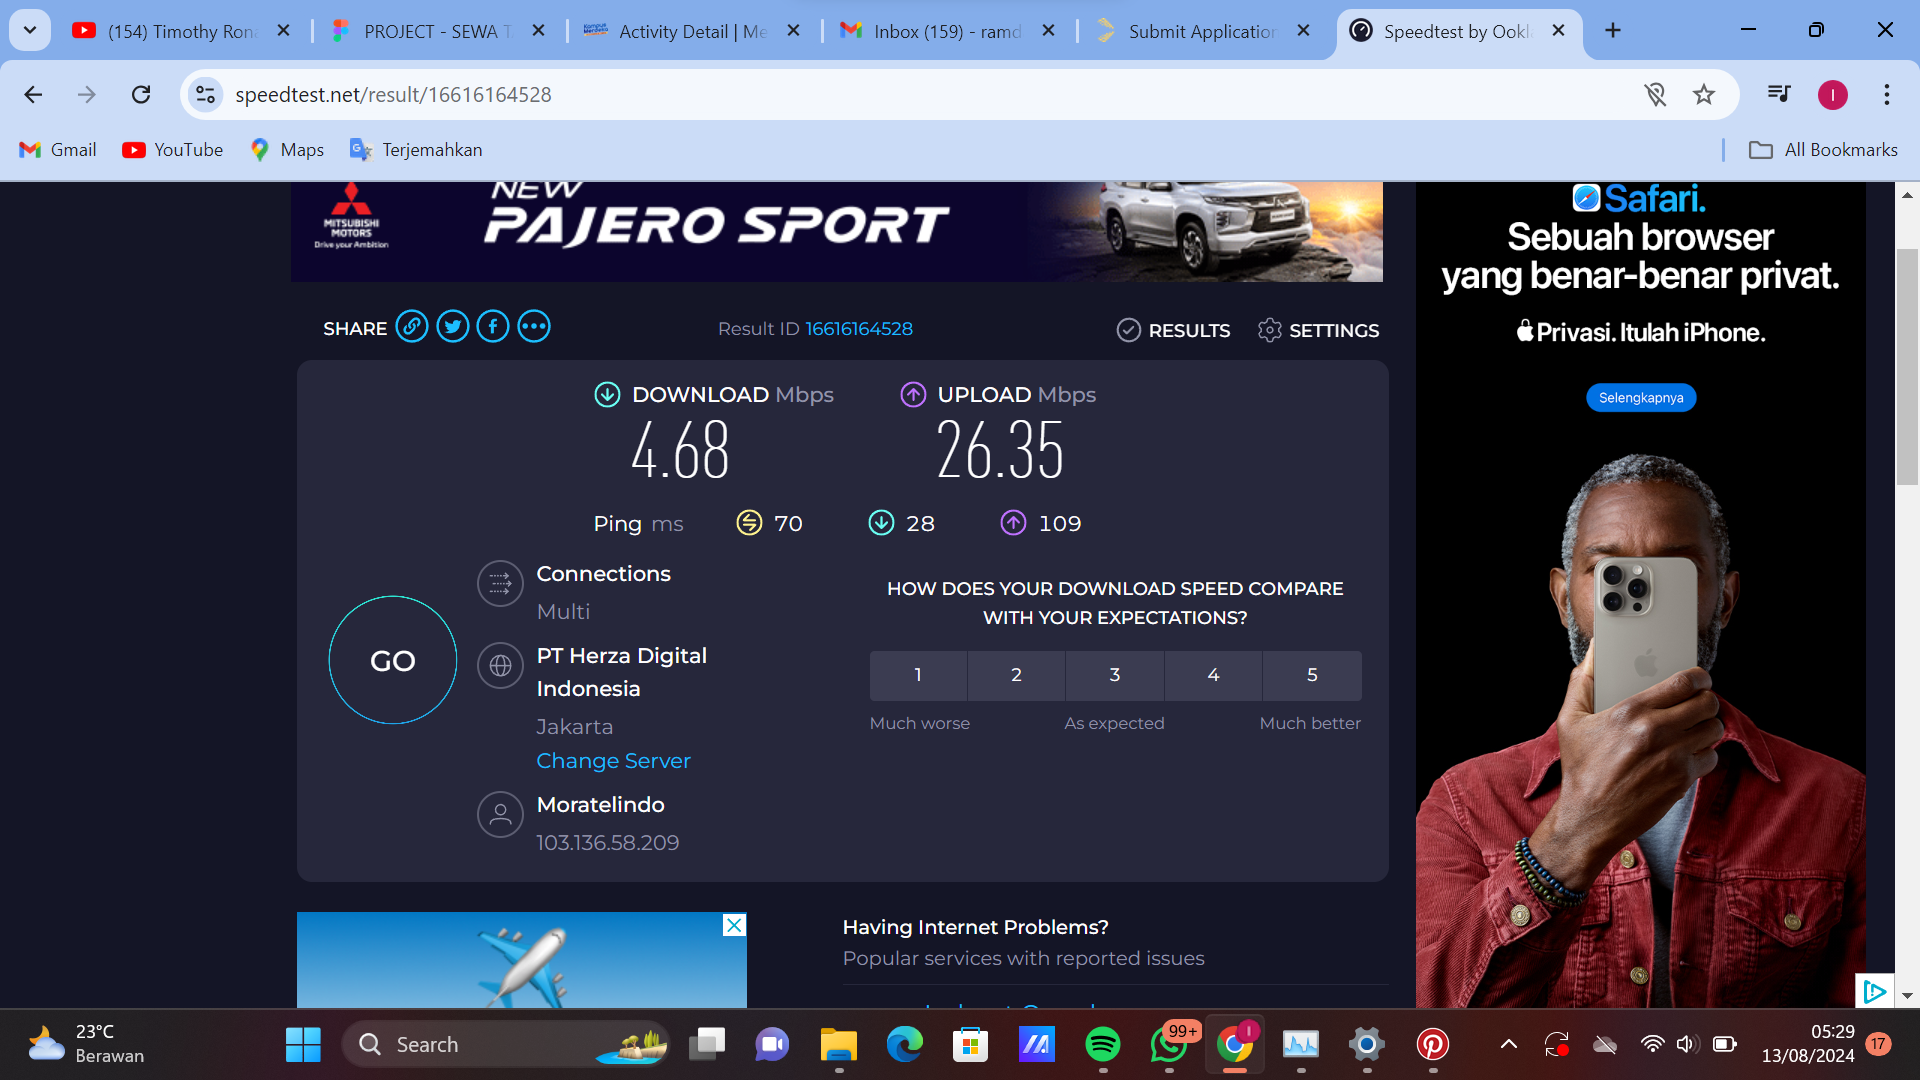 (154) Timothy Rona
PROJECT - SEWA T
Activity Detail | Me
Inbox (159) - ramd
Submit Application
Speedtest by Ookla
speedtest.net/result/16616164528
I
Gmail
YouTube
Maps
Terjemahkan
All Bookmarks
MITSUBISHI
MOTORS
Drive your Ambition
NEW
PAJERO SPORT
Safari.
Sebuah browser
yang benar-benar privat.
Privasi. Itulah iPhone.
Selengkapnya
SHARE
Result ID 16616164528
RESULTS
SETTINGS
DOWNLOAD Mbps
4.68
UPLOAD Mbps
26.35
Ping ms 70 28 109
GO
Connections
Multi
PT Herza Digital
Indonesia
Jakarta
Change Server
Moratelindo
103.136.58.209
HOW DOES YOUR DOWNLOAD SPEED COMPARE
WITH YOUR EXPECTATIONS?
1 2 3 4 5
Much worse As expected Much better
Having Internet Problems?
Popular services with reported issues
23°C
Berawan
Search
99+
I
05:29
13/08/2024
17